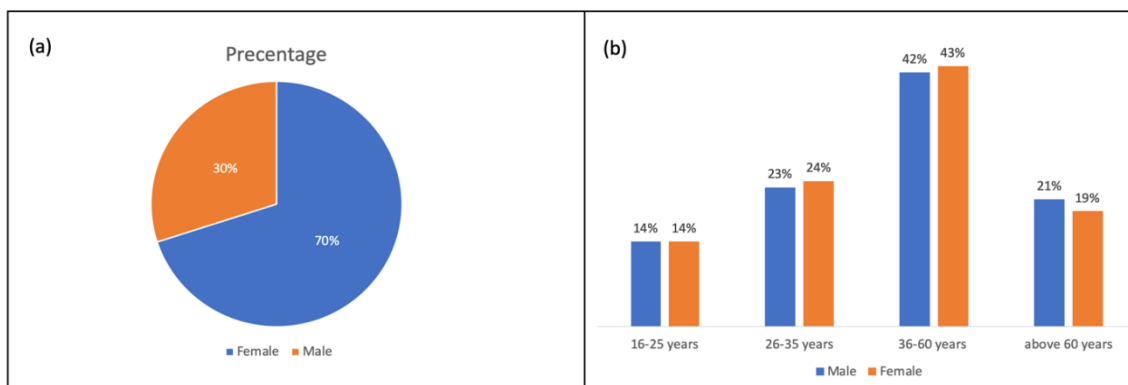 (a)
Precentage
30%
70%
Female Male
(b)
42% 43%
23% 24%
21% 19%
14% 14%
16-25 years 26-35 years 36-60 years above 60 years
Male Female